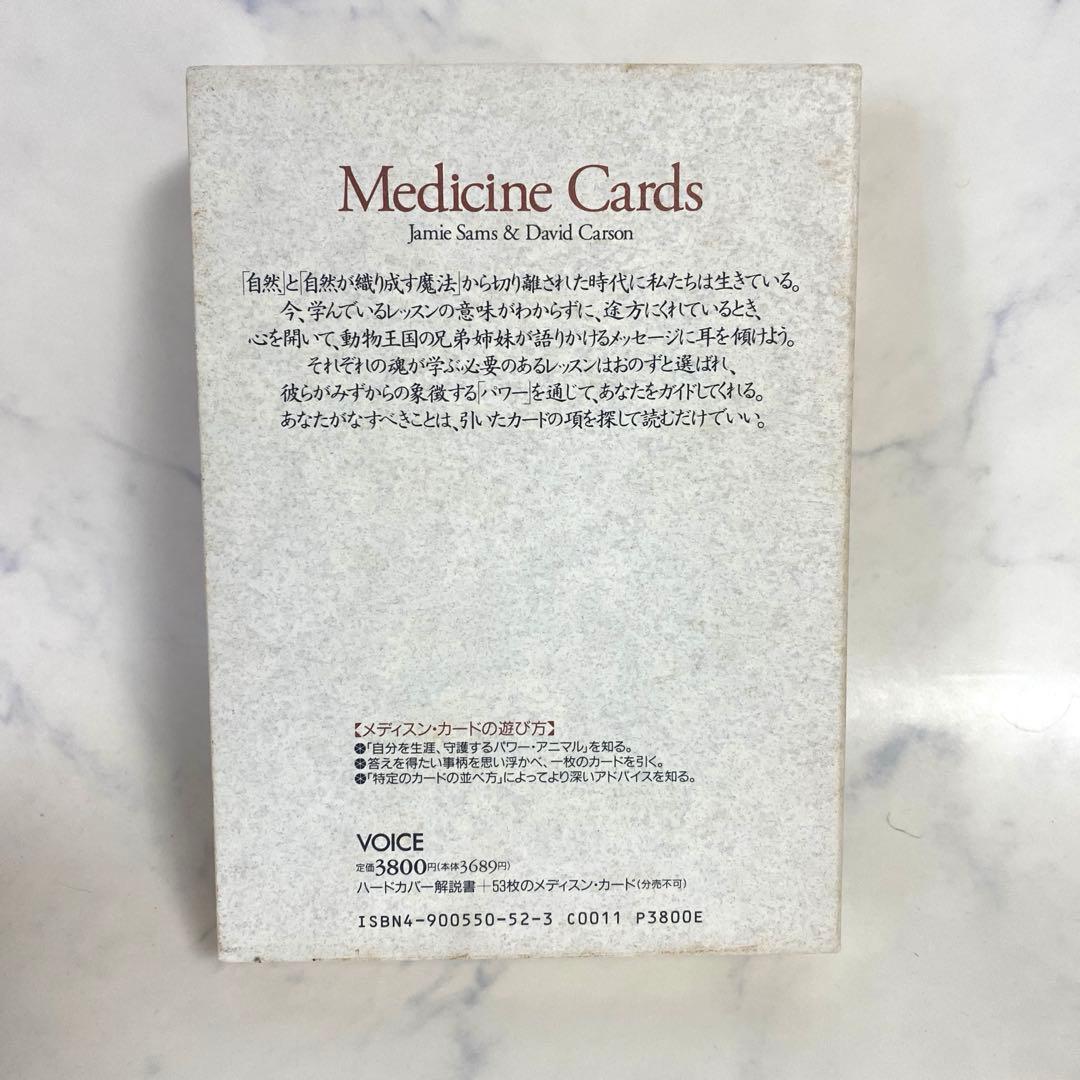 Medicine Cards
Jamie Sams & David Carson
「自然」と「自然が織り成す魔法」から切り離された時代に私たちは生きている。
今、学んでいるレッスンの意味がわからずに、途方にくれているとき、
心を開いて、動物王国の兄弟姉妹が語りかけるメッセージに耳を傾けよう。
それぞれの魂が学ぶ必要のあるレッスンはおのずと選ばれ、
彼らがみずからの象徴する「パワー」を通じて、あなたをガイドしてくれる。
あなたがなすべきことは、引いたカードの項を探して読むだけでいい。
【メディスン・カードの遊び方】
「自分を生涯、守護するパワー・アニマル」を知る。
答えを得たい事柄を思い浮かべ、一枚のカードを引く。
「特定のカードの並べ方」によってより深いアドバイスを知る。
VOICE
定価3800円(本体3689円)
ハードカバー解説書+53枚のメディスン・カード(分売不可)
ISBN4-900550-52-3 C0011 P3800E